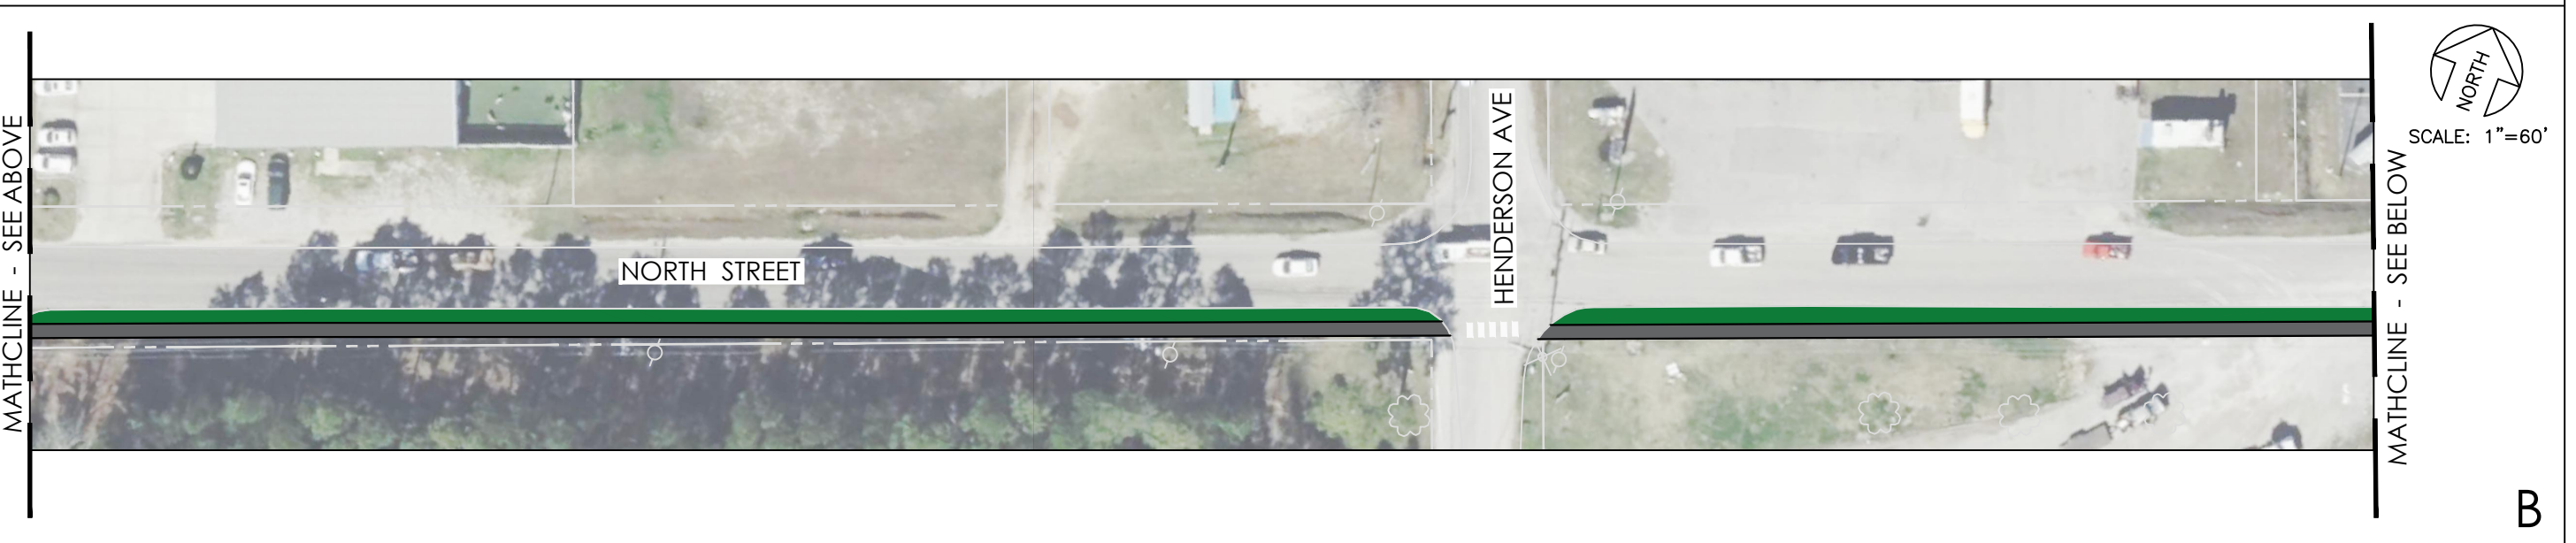 MATHCLINE - SEE ABOVE
NORTH STREET
HENDERSON AVE
MATHCLINE - SEE BELOW
NORTH
SCALE: 1"=60'
B